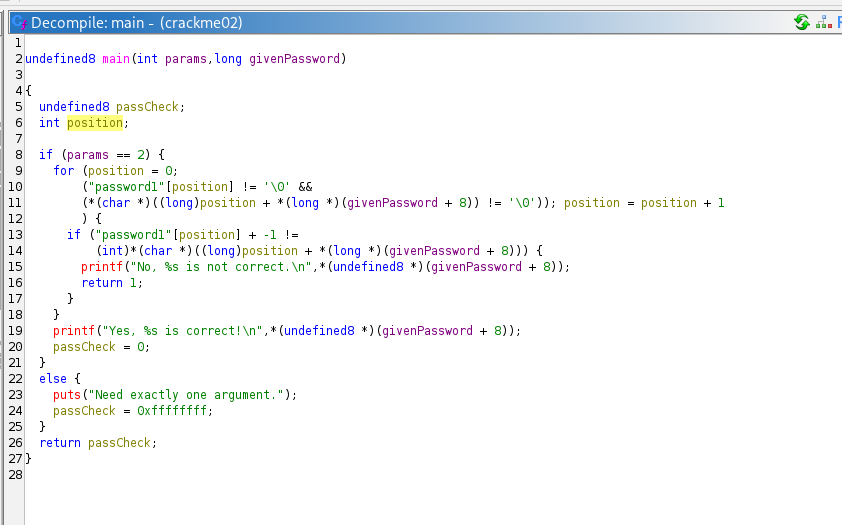 Decompile: main - (crackme02)
1
2 undefined8 main(int params,long givenPassword)
3
4 {
5   undefined8 passCheck;
6   int position;
7
8   if (params == 2) {
9     for (position = 0;
10         ("password1"[position] != '\0' &&
11         (*(char *)((long)position + *(long *)(givenPassword + 8)) != '\0')); position = position + 1
12         ) {
13       if ("password1"[position] + -1 !=
14           (int)*(char *)((long)position + *(long *)(givenPassword + 8))) {
15         printf("No, %s is not correct.\n",*(undefined8 *)(givenPassword + 8));
16         return 1;
17       }
18     }
19     printf("Yes, %s is correct!\n",*(undefined8 *)(givenPassword + 8));
20     passCheck = 0;
21   }
22   else {
23     puts("Need exactly one argument.");
24     passCheck = 0xffffffff;
25   }
26   return passCheck;
27 }
28